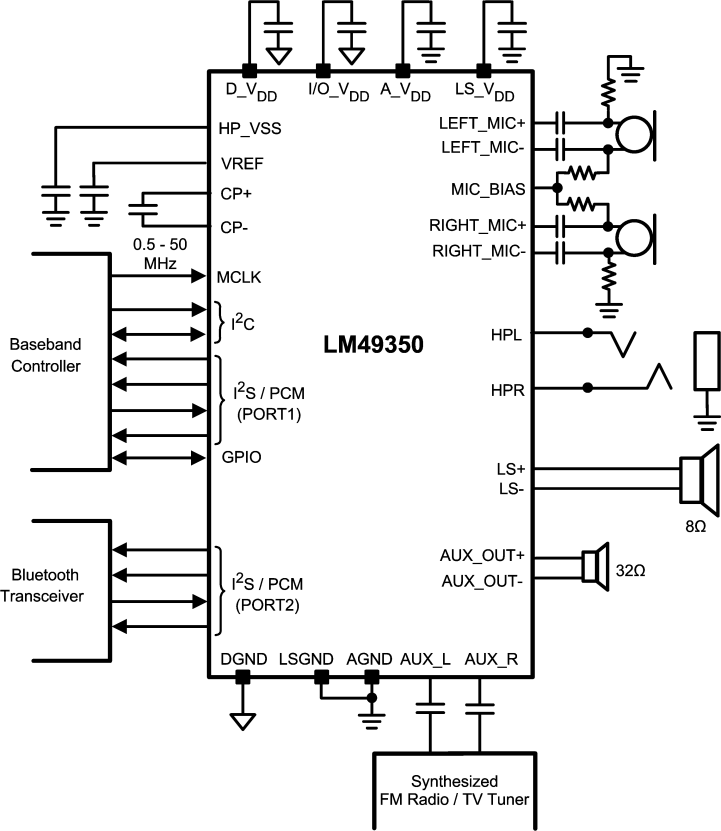 D_VDD I/O_VDD A_VDD LS_VDD
HP_VSS
VREF
CP+
CP-
0.5 - 50
MHz
MCLK
I2C
Baseband
Controller
I2S / PCM
(PORT1)
GPIO
Bluetooth
Transceiver
I2S / PCM
(PORT2)
LM49350
LEFT_MIC+
LEFT_MIC-
MIC_BIAS
RIGHT_MIC+
RIGHT_MIC-
HPL
HPR
LS+
LS-
8Ω
AUX_OUT+
AUX_OUT-
32Ω
DGND LSGND AGND AUX_L AUX_R
Synthesized
FM Radio / TV Tuner